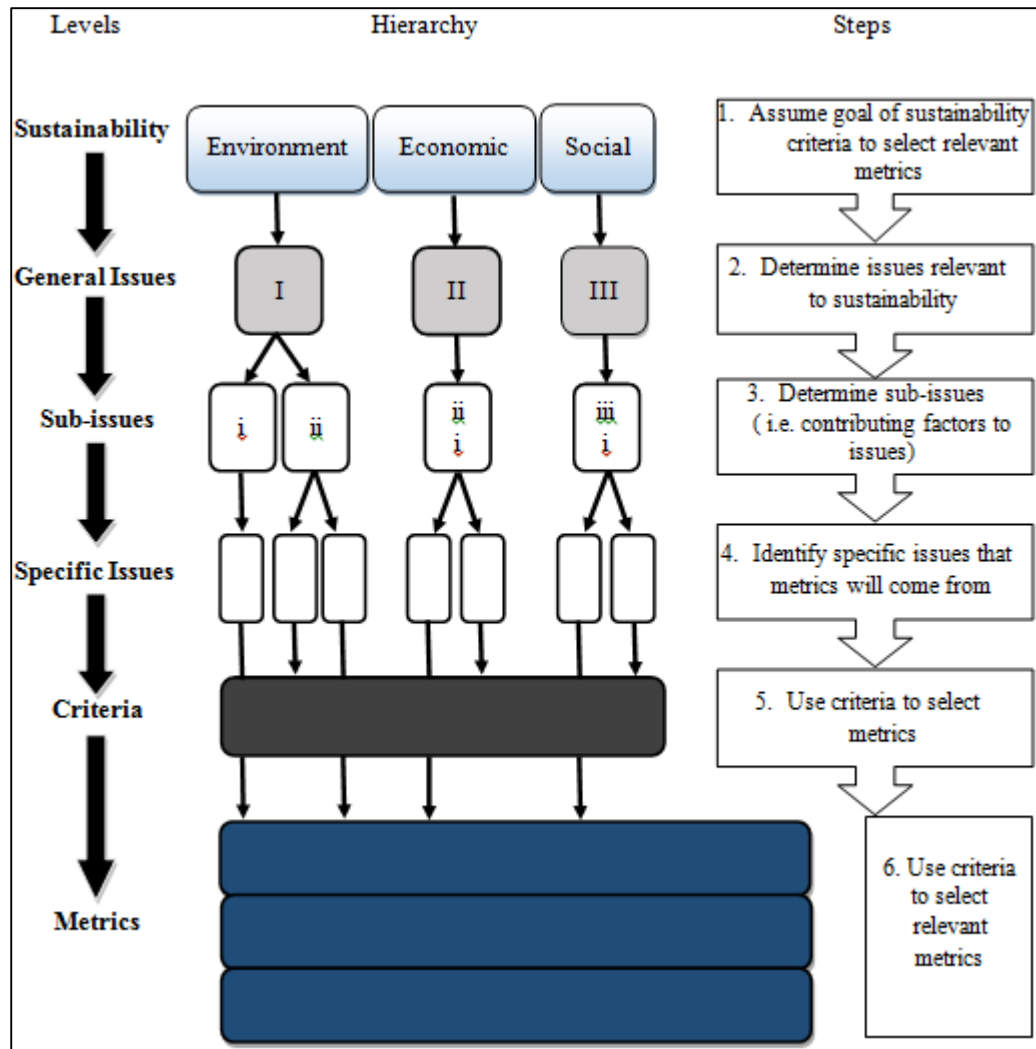 Levels
Hierarchy
Steps
Sustainability
Environment
Economic
Social
1. Assume goal of sustainability
criteria to select relevant
metrics
General Issues
I
II
III
2. Determine issues relevant
to sustainability
Sub-issues
i
ii
ii
i
iii
i
3. Determine sub-issues
( i.e. contributing factors to
issues)
Specific Issues
4. Identify specific issues that
metrics will come from
Criteria
5. Use criteria to select
metrics
Metrics
6. Use criteria
to select
relevant
metrics